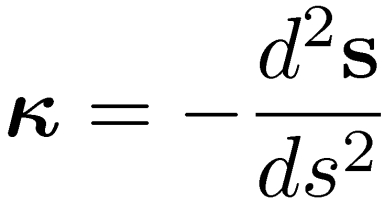 𝜿 = − d²𝐬/ds²